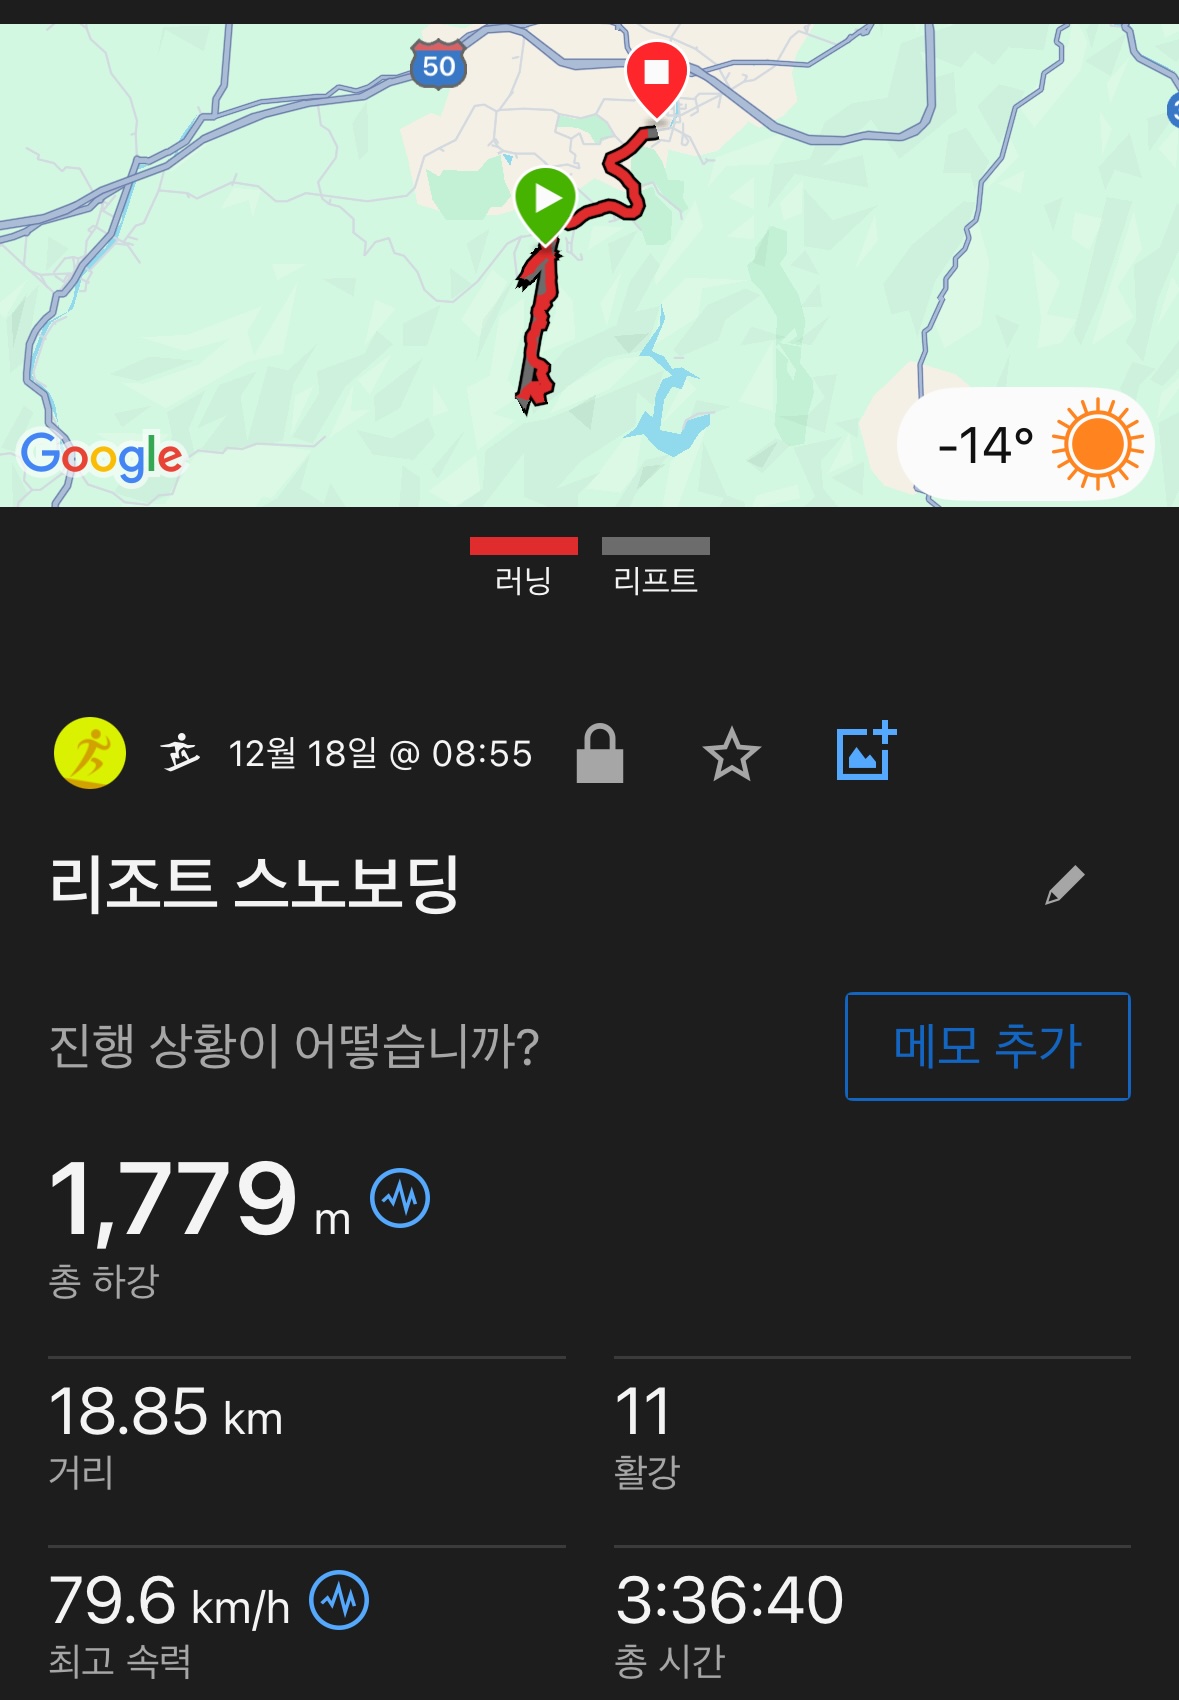 50
Google
-14°
러닝 리프트
12월 18일 @ 08:55
리조트 스노보딩
진행 상황이 어떻습니까?
메모 추가
1,779 m
총 하강
18.85 km
거리
11
활강
79.6 km/h
최고 속력
3:36:40
총 시간